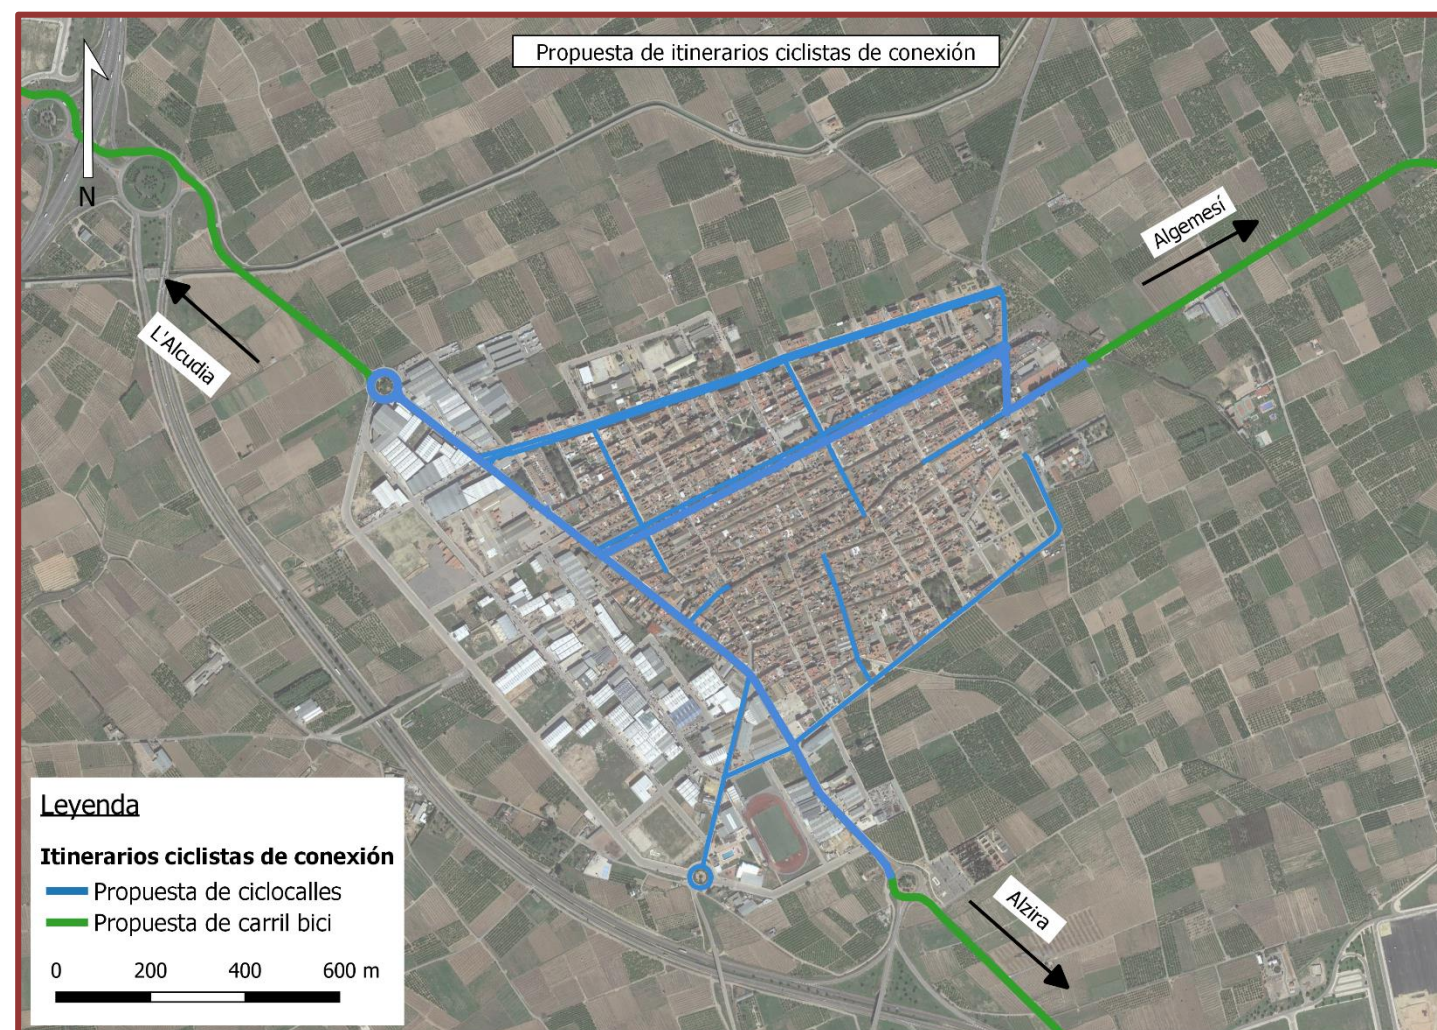 Propuesta de itinerarios ciclistas de conexión
N
Algemesí
L'Alcudia
Alzira
Leyenda
Itinerarios ciclistas de conexión
Propuesta de ciclocalles
Propuesta de carril bici
0 200 400 600 m